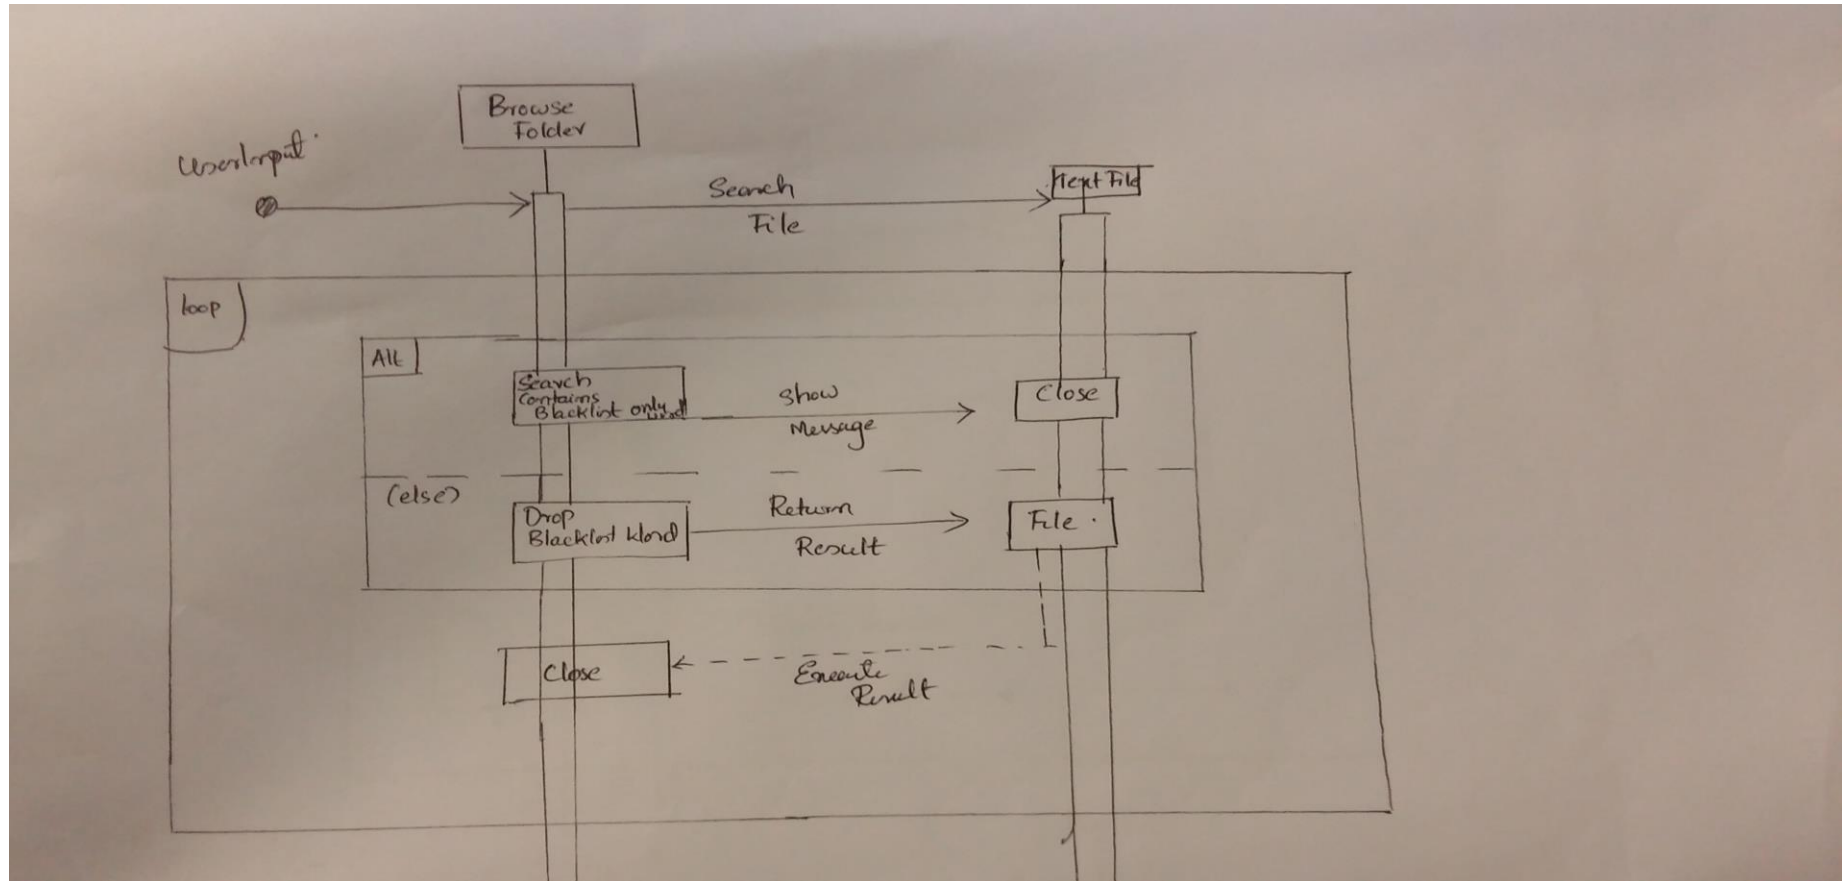 Browse
Folder
UserInput
Search
File
Text File
loop
Alt
Search
Contains
Blacklist only
Show
Message
Close
(else)
Drop
Blacklist Word
Return
Result
File
Close
Execute
Result